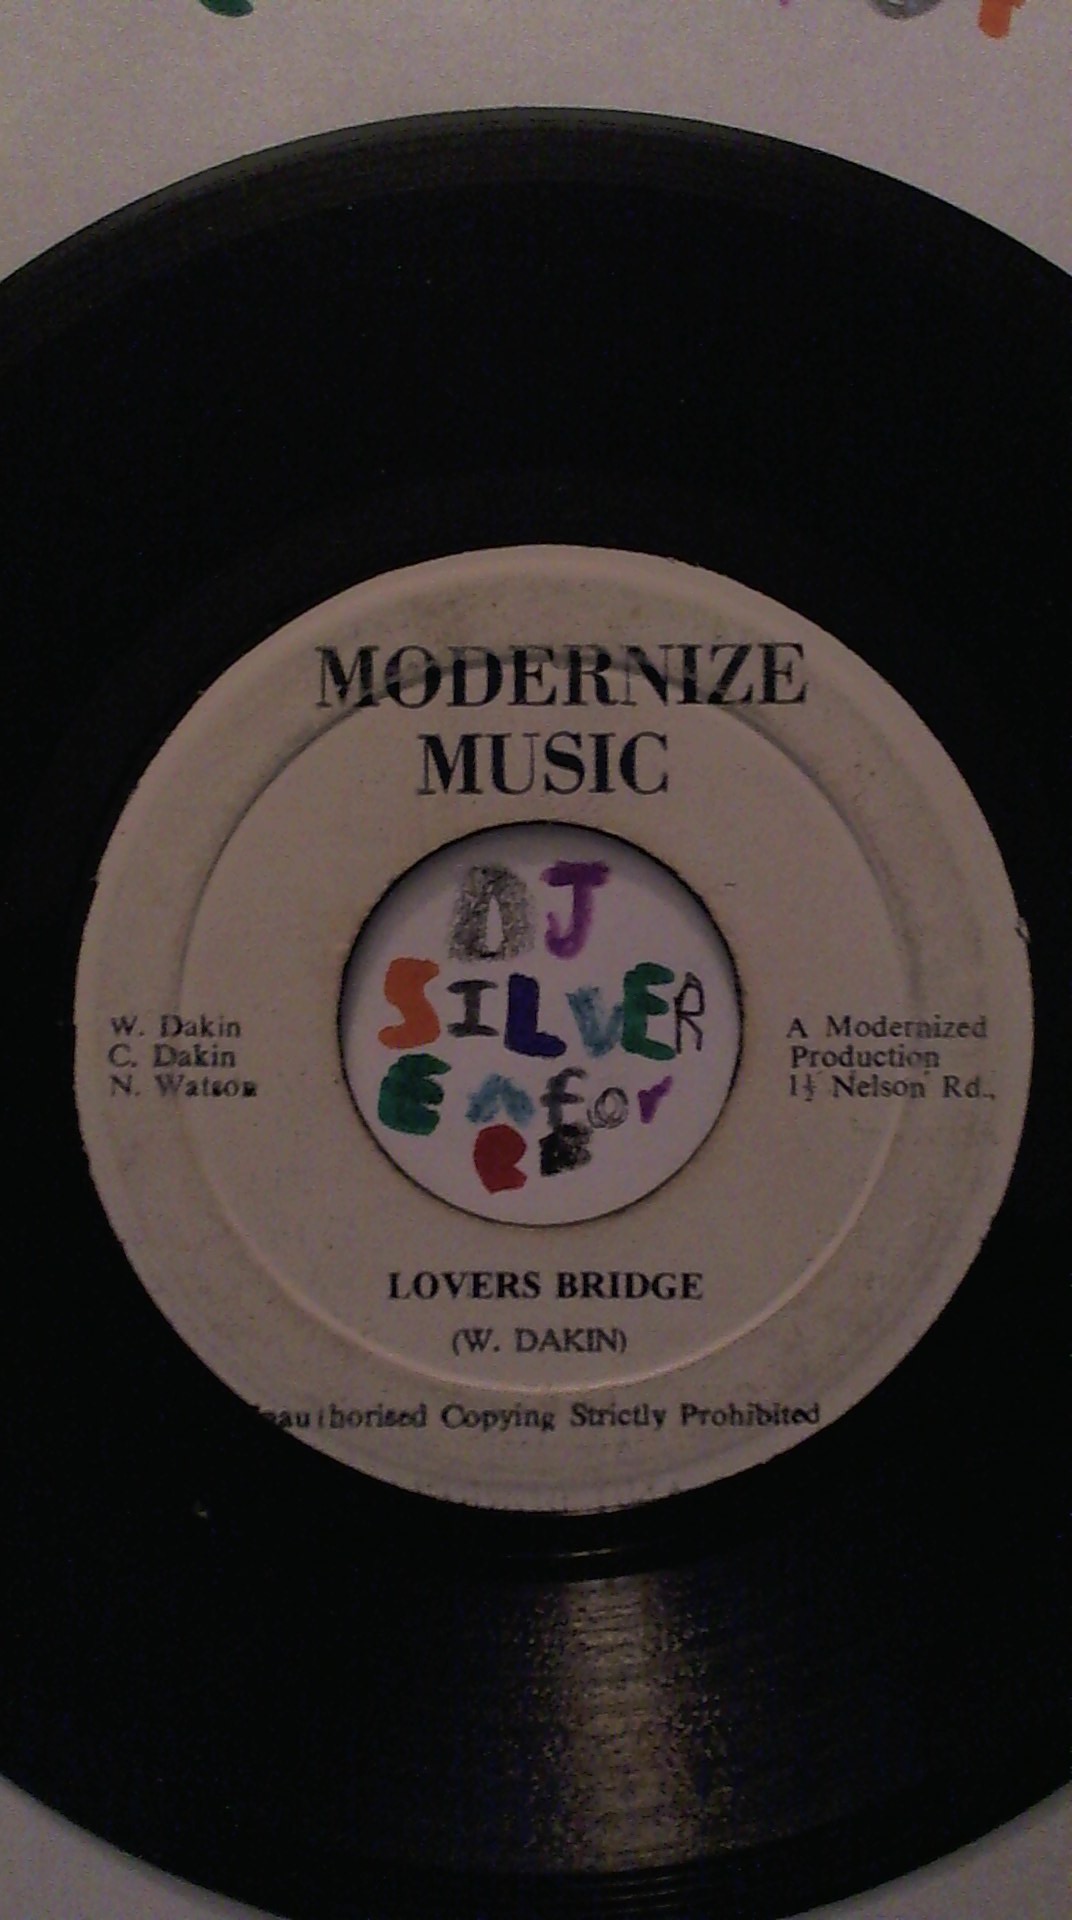 MODERNIZE
MUSIC
DJ
SILVER
W. Dakin
C. Dakin
N. Watson
A Modernized
Production
1½ Nelson Rd.,
LOVERS BRIDGE
(W. DAKIN)
Copying Strictly Prohibited